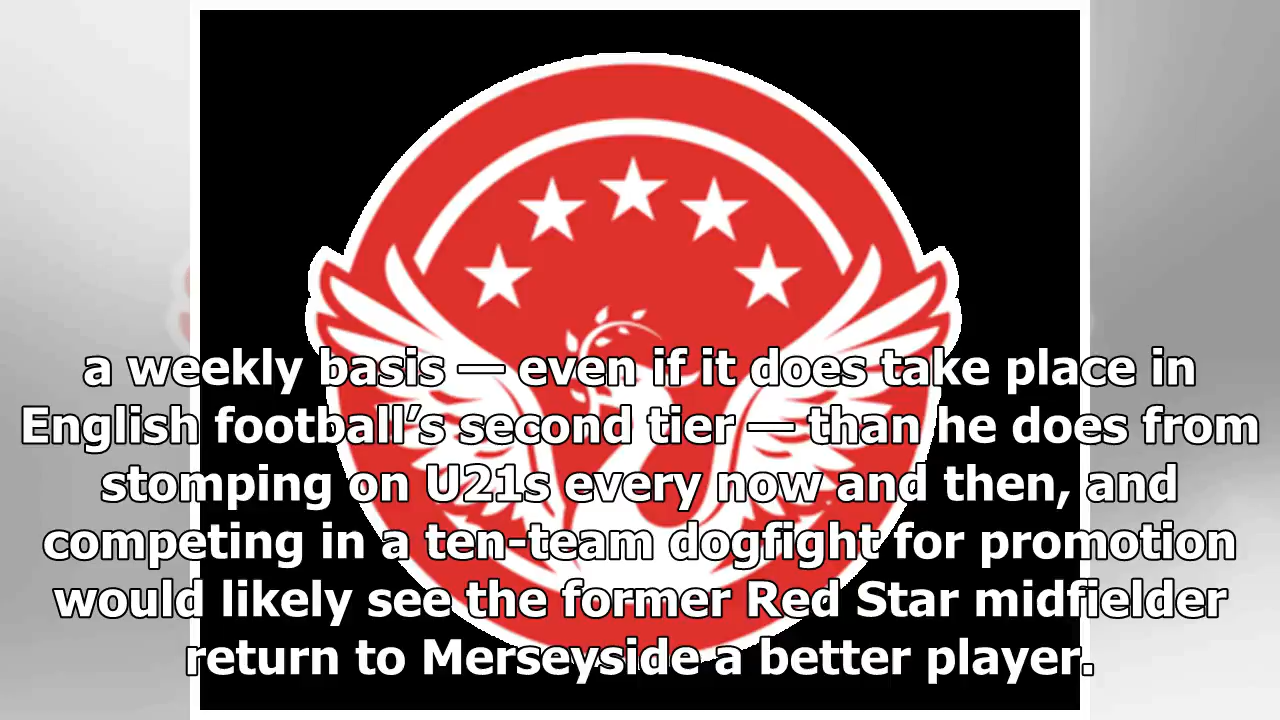 a weekly basis — even if it does take place in
English football’s second tier — than he does from
stomping on U21s every now and then, and
competing in a ten-team dogfight for promotion
would likely see the former Red Star midfielder
return to Merseyside a better player.